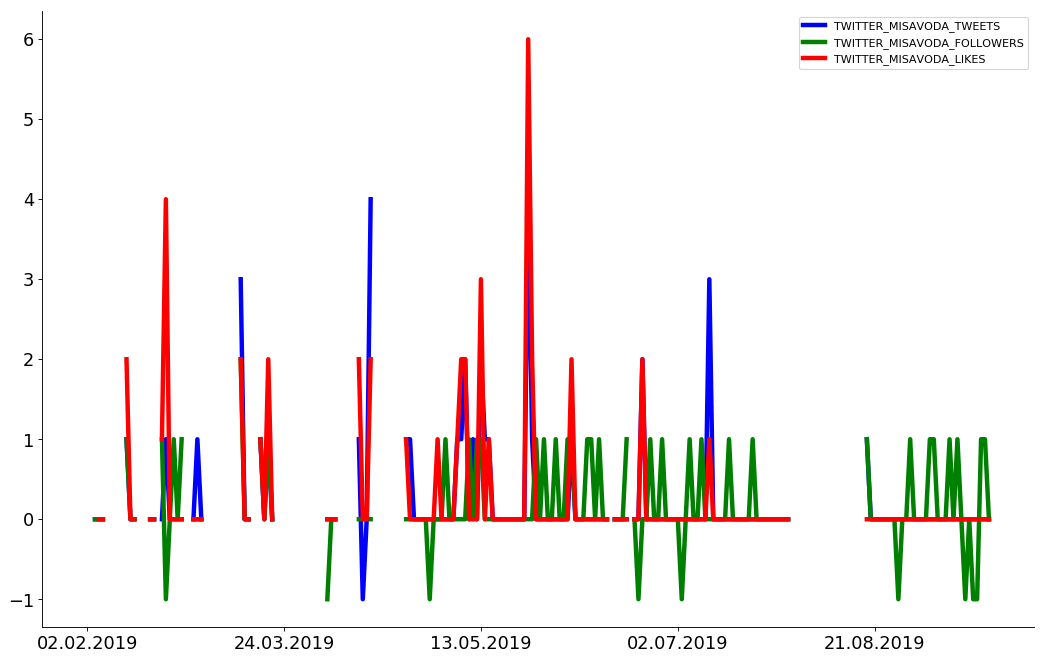 TWITTER_MISAVODA_TWEETS
TWITTER_MISAVODA_FOLLOWERS
TWITTER_MISAVODA_LIKES
6
5
4
3
2
1
0
−1
02.02.2019 24.03.2019 13.05.2019 02.07.2019 21.08.2019